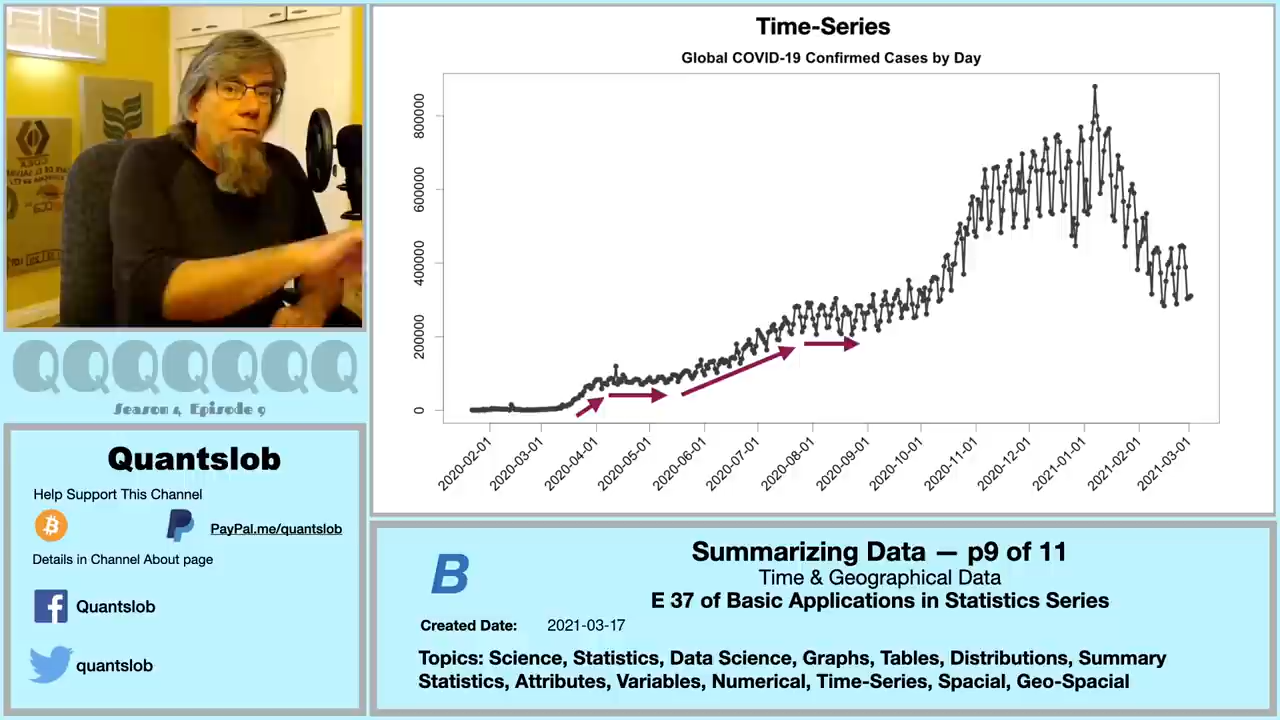 Time-Series
Global COVID-19 Confirmed Cases by Day
800000
600000
400000
200000
0
2020-02-01
2020-03-01
2020-04-01
2020-05-01
2020-06-01
2020-07-01
2020-08-01
2020-09-01
2020-10-01
2020-11-01
2020-12-01
2021-01-01
2021-02-01
2021-03-01
QQQQQQQ
Season 4, Episode 9
Quantslob
Help Support This Channel
PayPal.me/quantslob
Details in Channel About page
Quantslob
quantslob
B
Summarizing Data — p9 of 11
Time & Geographical Data
E 37 of Basic Applications in Statistics Series
Created Date: 2021-03-17
Topics: Science, Statistics, Data Science, Graphs, Tables, Distributions, Summary
Statistics, Attributes, Variables, Numerical, Time-Series, Spacial, Geo-Spacial